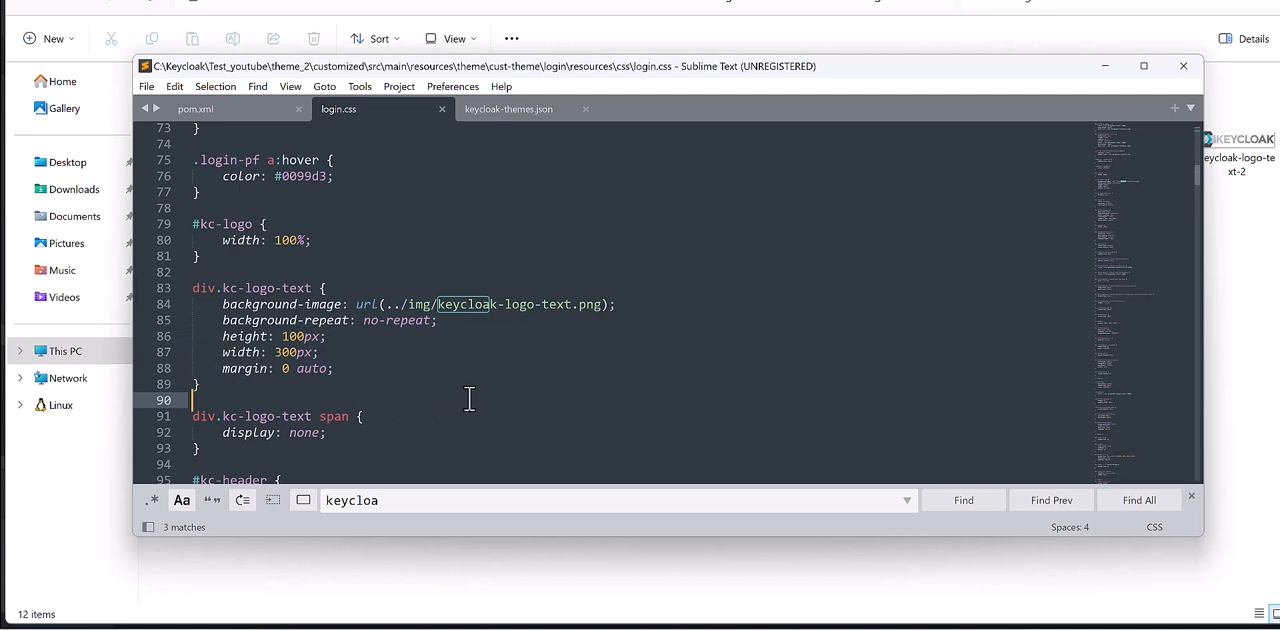 New
Sort
View
Details
Home
Gallery
Desktop
Downloads
Documents
Pictures
Music
Videos
This PC
Network
Linux
12 items
KEYCLOAK
eycloak-logo-te
xt-2
C:\Keycloak\Test_youtube\theme_2\customized\src\main\resources\theme\cust-theme\login\resources\css\login.css - Sublime Text (UNREGISTERED)
File Edit Selection Find View Goto Tools Project Preferences Help
pom.xml login.css keycloak-themes.json
73 }
74
75 .login-pf a:hover {
76 color: #0099d3;
77 }
78
79 #kc-logo {
80 width: 100%;
81 }
82
83 div.kc-logo-text {
84 background-image: url(../img/keycloak-logo-text.png);
85 background-repeat: no-repeat;
86 height: 100px;
87 width: 300px;
88 margin: 0 auto;
89 }
90
91 div.kc-logo-text span {
92 display: none;
93 }
94
95 #kc-header {
.* Aa “” keycloa Find Find Prev Find All
3 matches Spaces: 4 CSS